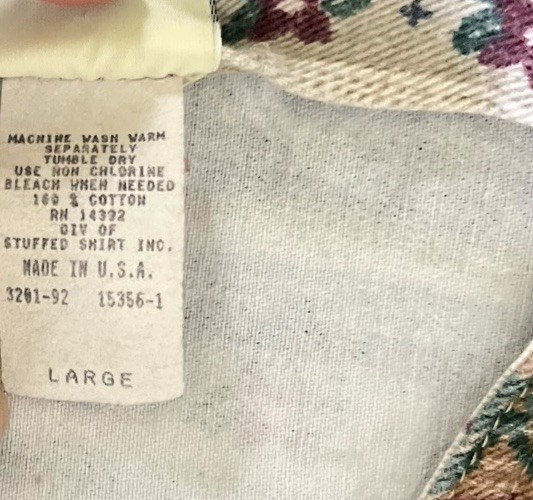 MACHINE WASH WARM
SEPARATELY
TUMBLE DRY
USE NON CHLORINE
BLEACH WHEN NEEDED
100 % COTTON
RN 14392
DIV OF
STUFFED SHIRT INC.
MADE IN U.S.A.
3201-92 15356-1
LARGE